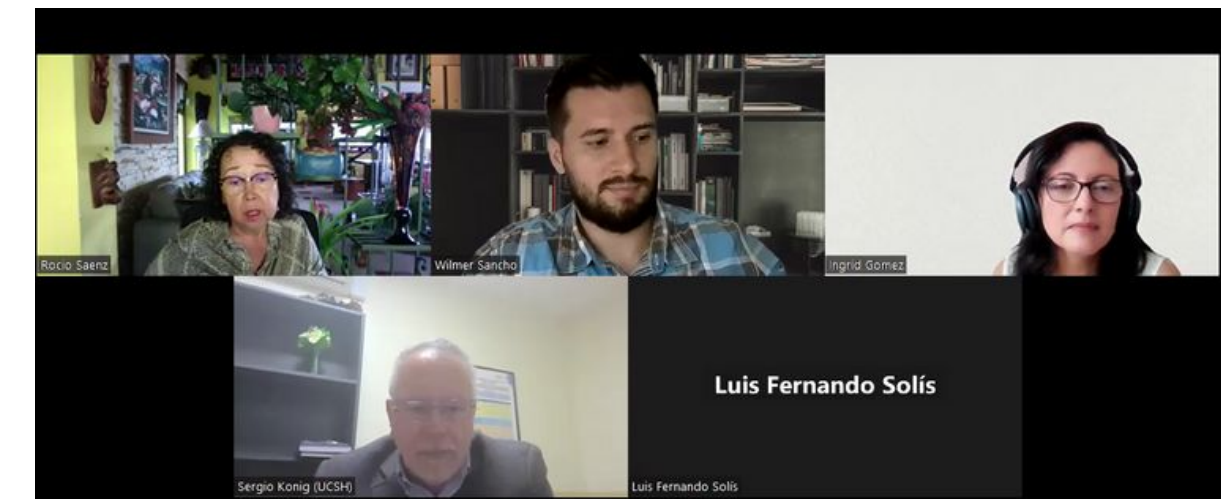 Rocio Saenz
Wilmer Sancho
Ingrid Gomez
Luis Fernando Solís
Sergio Konig (UCSH)
Luis Fernando Solís